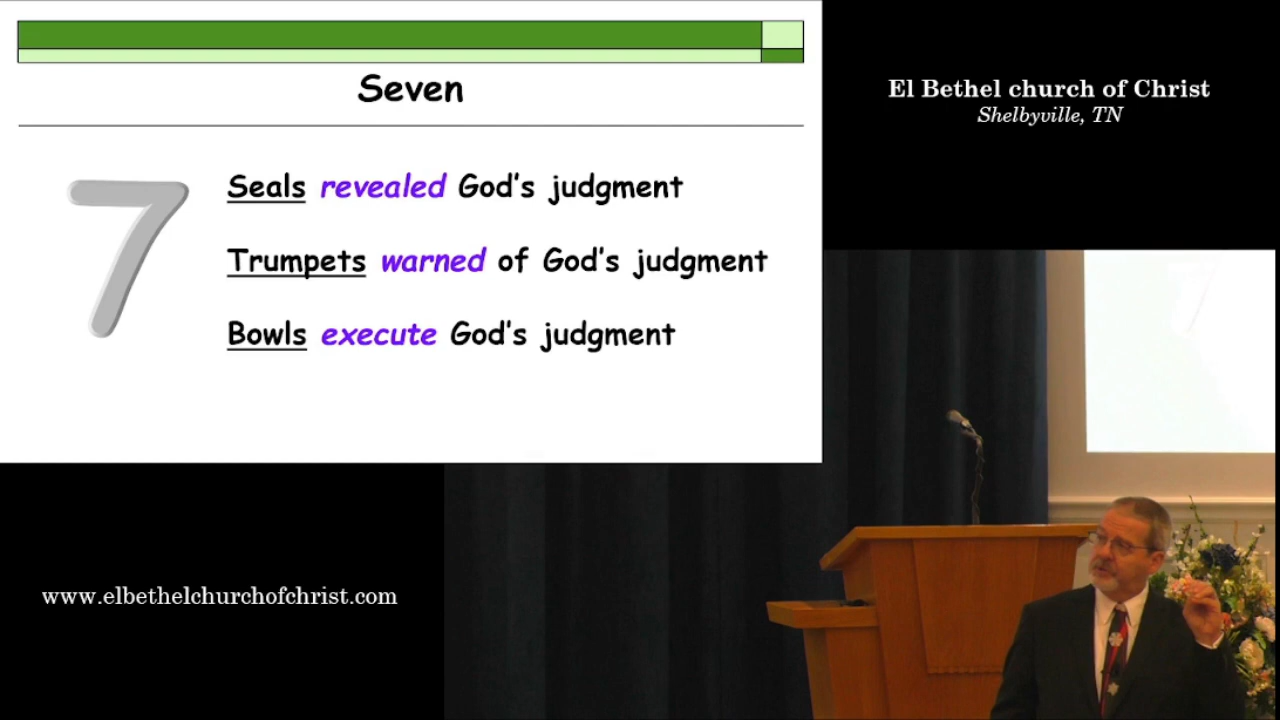 Seven
7
Seals revealed God's judgment
Trumpets warned of God's judgment
Bowls execute God's judgment
El Bethel church of Christ
Shelbyville, TN
www.elbethelchurchofchrist.com